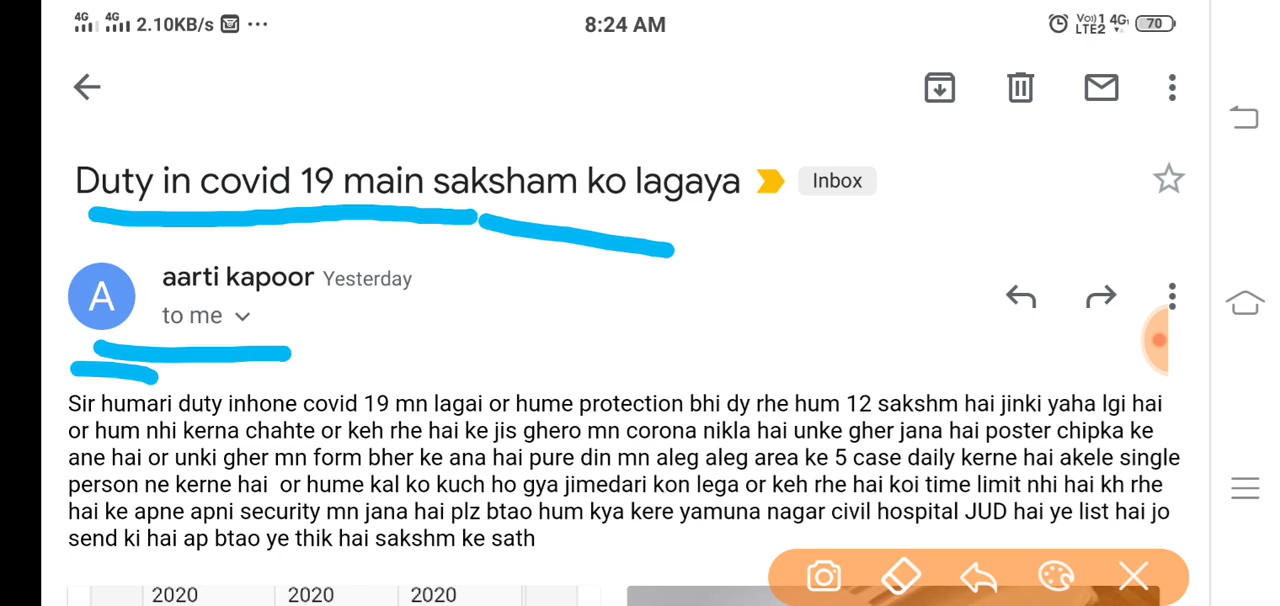 4G 4G 2.10KB/s ... 8:24 AM Vo)) 1 4G LTE2 70
Duty in covid 19 main saksham ko lagaya Inbox
A aarti kapoor Yesterday
to me
Sir humari duty inhone covid 19 mn lagai or hume protection bhi dy rhe hum 12 sakshm hai jinki yaha lgi hai
or hum nhi kerna chahte or keh rhe hai ke jis ghero mn corona nikla hai unke gher jana hai poster chipka ke
ane hai or unki gher mn form bher ke ana hai pure din mn aleg aleg area ke 5 case daily kerne hai akele single
person ne kerne hai or hume kal ko kuch ho gya jimedari kon lega or keh rhe hai koi time limit nhi hai kh rhe
hai ke apne apni security mn jana hai plz btao hum kya kere yamuna nagar civil hospital JUD hai ye list hai jo
send ki hai ap btao ye thik hai sakshm ke sath
2020 2020 2020